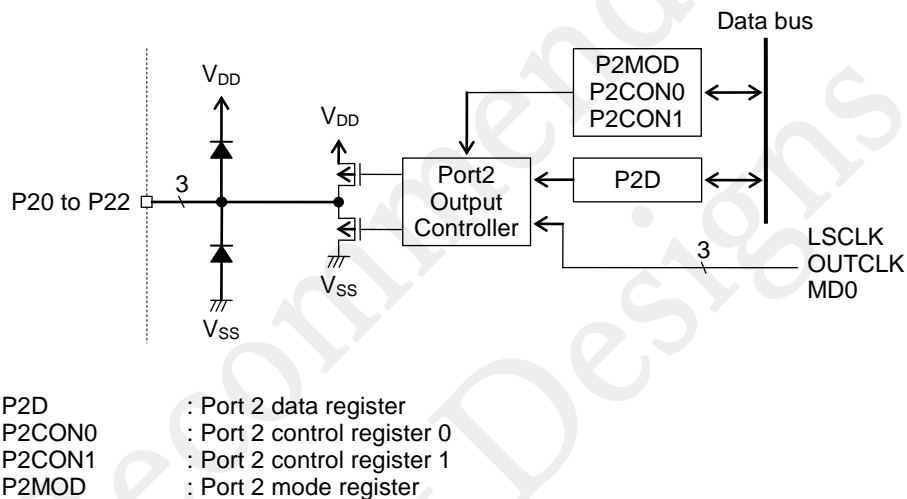 Data bus
VDD
P2MOD
P2CON0
P2CON1
VDD
P20 to P22
3
Port2
Output
Controller
P2D
3
LSCLK
OUTCLK
MD0
VSS
VSS
P2D : Port 2 data register
P2CON0 : Port 2 control register 0
P2CON1 : Port 2 control register 1
P2MOD : Port 2 mode register